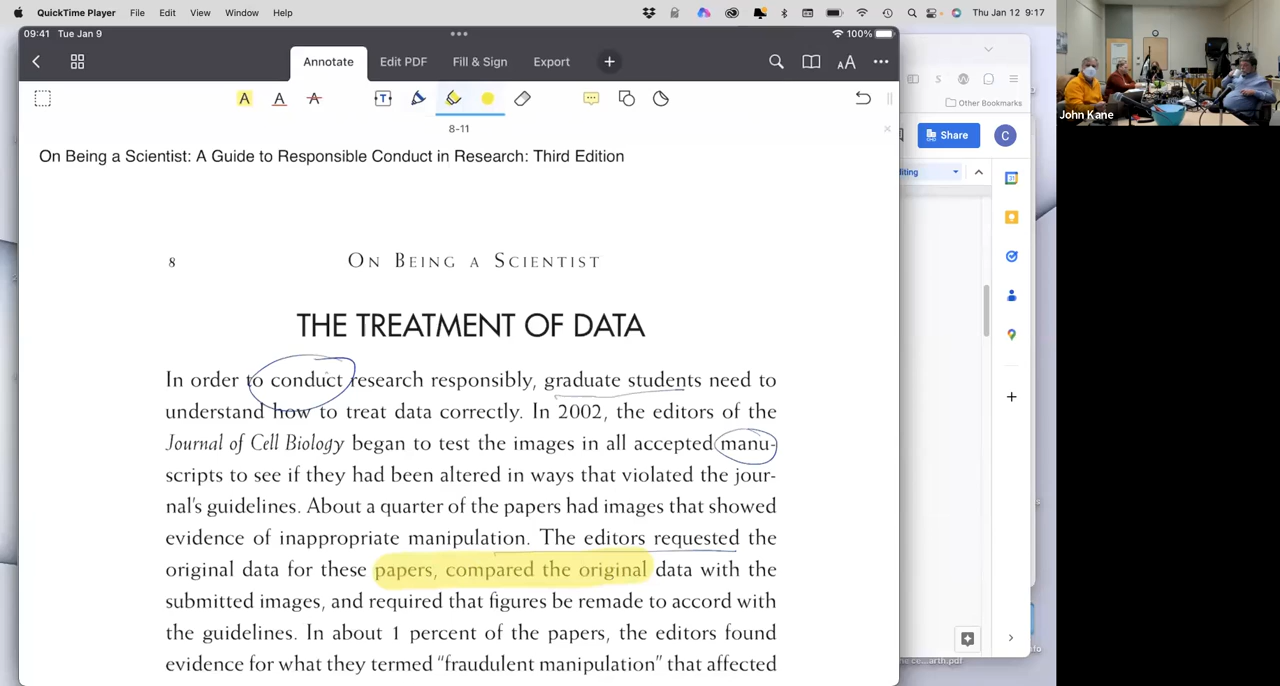 QuickTime Player File Edit View Window Help Thu Jan 12 9:17
09:41 Tue Jan 9 100%
Annotate Edit PDF Fill & Sign Export
8-11
On Being a Scientist: A Guide to Responsible Conduct in Research: Third Edition
8 ON BEING A SCIENTIST
THE TREATMENT OF DATA
In order to conduct research responsibly, graduate students need to
understand how to treat data correctly. In 2002, the editors of the
Journal of Cell Biology began to test the images in all accepted manu-
scripts to see if they had been altered in ways that violated the jour-
nal's guidelines. About a quarter of the papers had images that showed
evidence of inappropriate manipulation. The editors requested the
original data for these papers, compared the original data with the
submitted images, and required that figures be remade to accord with
the guidelines. In about 1 percent of the papers, the editors found
evidence for what they termed "fraudulent manipulation" that affected
Other Bookmarks
Share C
iting
31
arth.pdf
John Kane